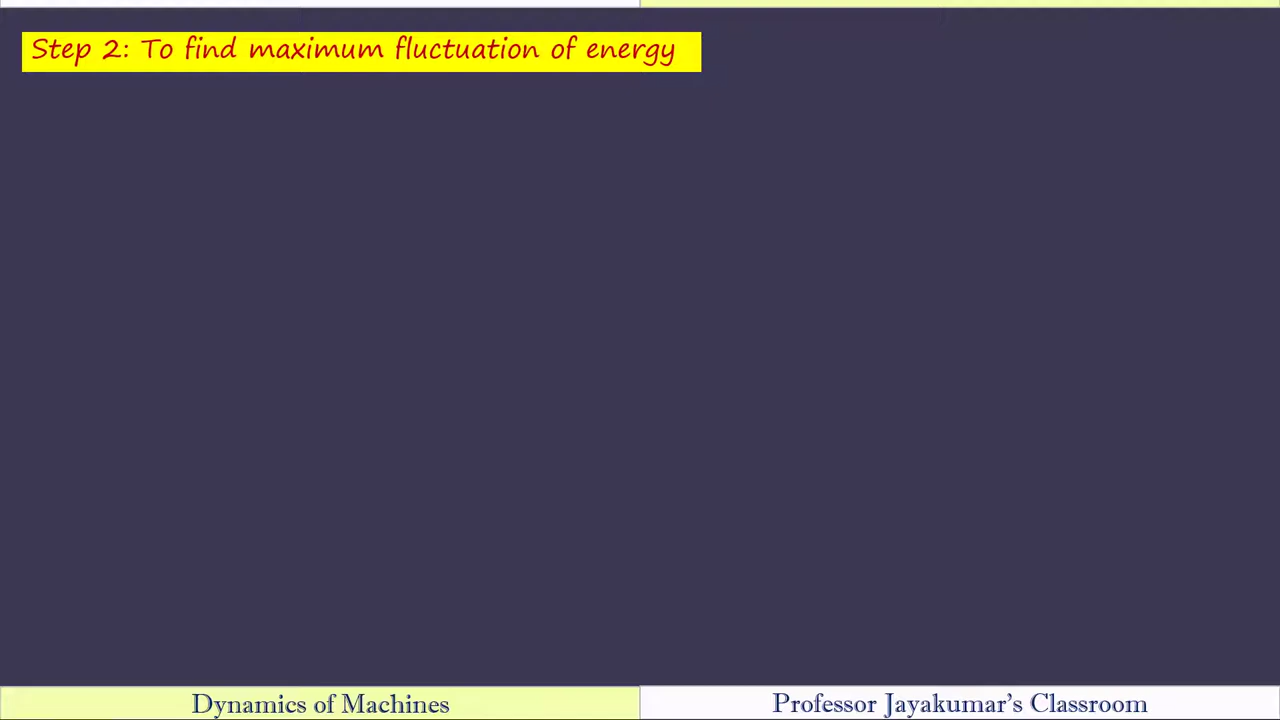 Step 2: To find maximum fluctuation of energy
Dynamics of Machines
Professor Jayakumar's Classroom